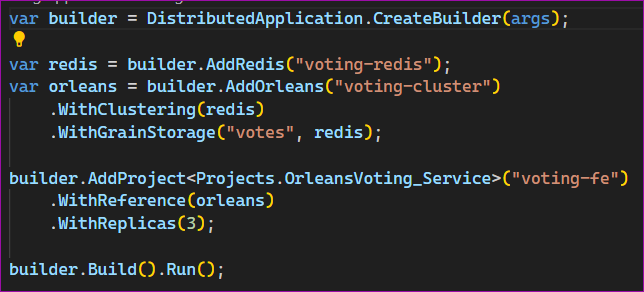 var builder = DistributedApplication.CreateBuilder(args);
var redis = builder.AddRedis("voting-redis");
var orleans = builder.AddOrleans("voting-cluster")
    .WithClustering(redis)
    .WithGrainStorage("votes", redis);
builder.AddProject<Projects.OrleansVoting_Service>("voting-fe")
    .WithReference(orleans)
    .WithReplicas(3);
builder.Build().Run();